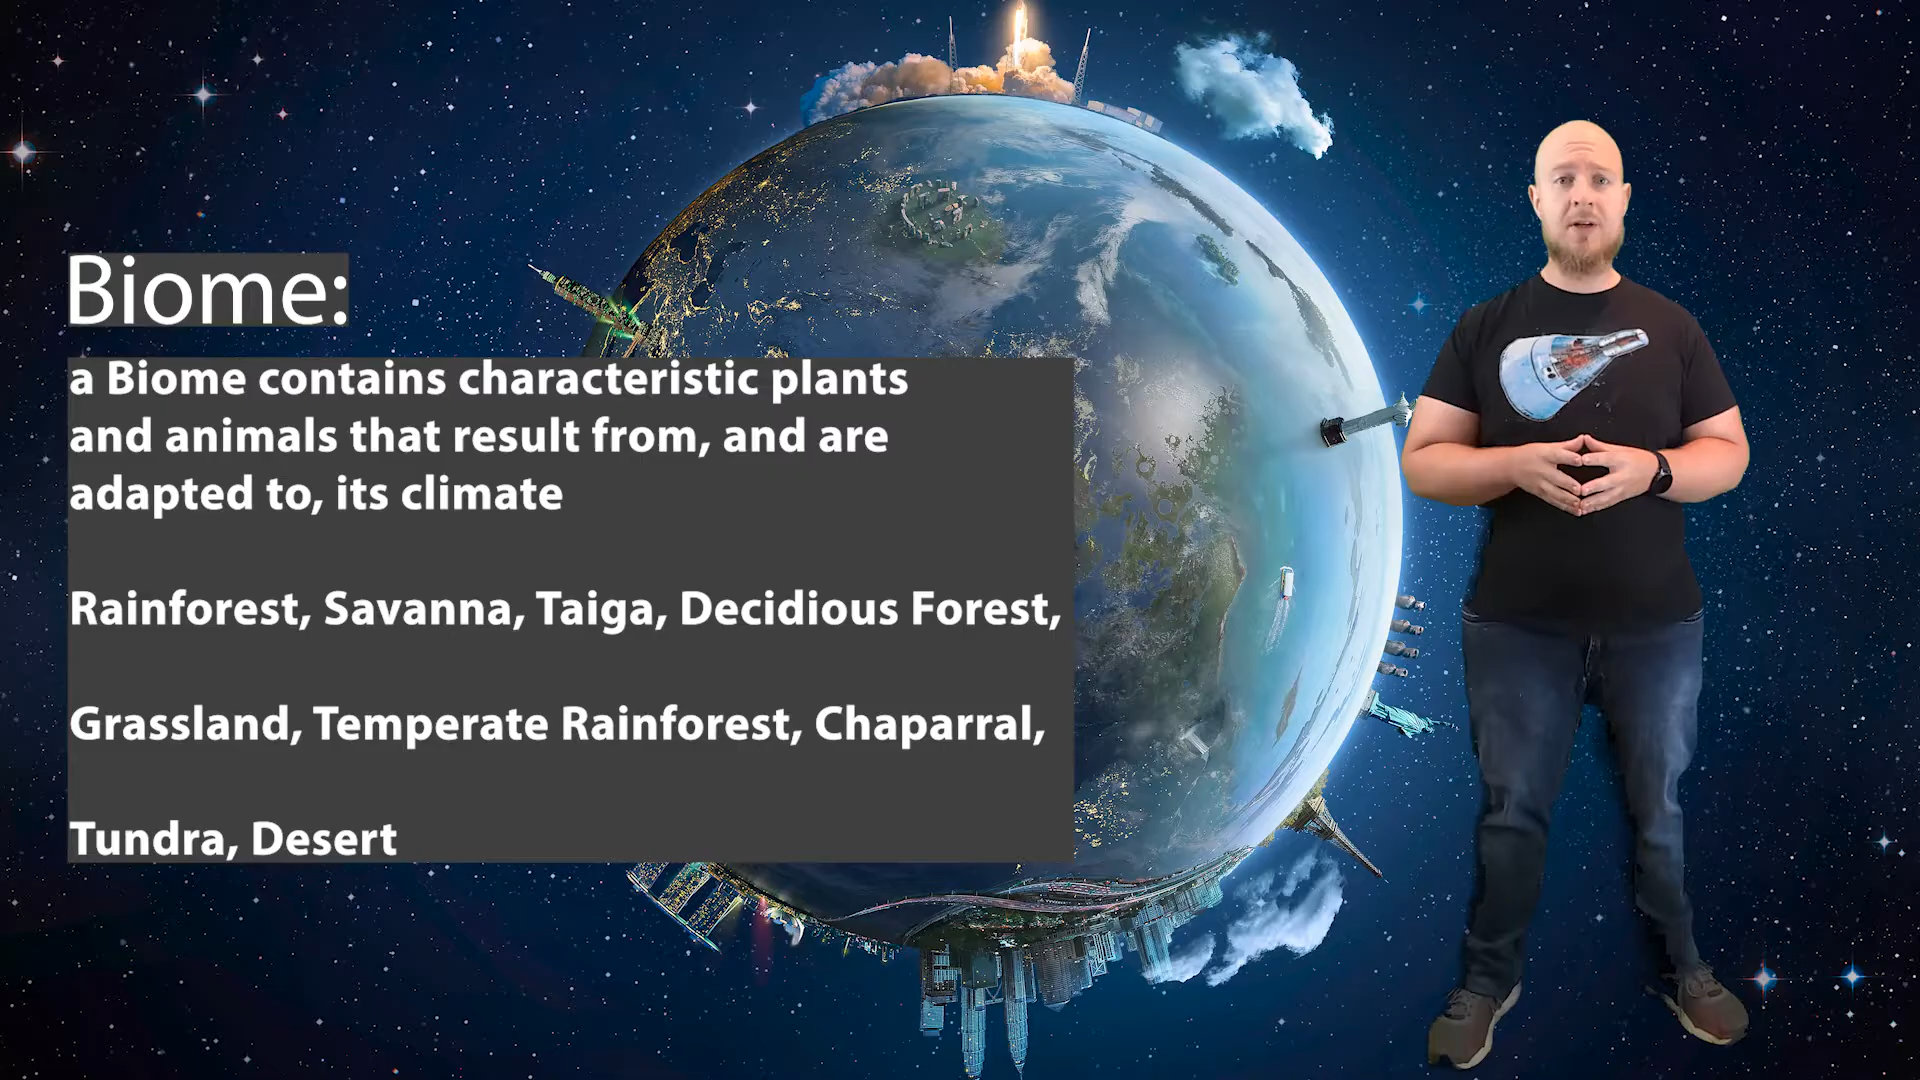 Biome:
a Biome contains characteristic plants
and animals that result from, and are
adapted to, its climate
Rainforest, Savanna, Taiga, Decidious Forest,
Grassland, Temperate Rainforest, Chaparral,
Tundra, Desert